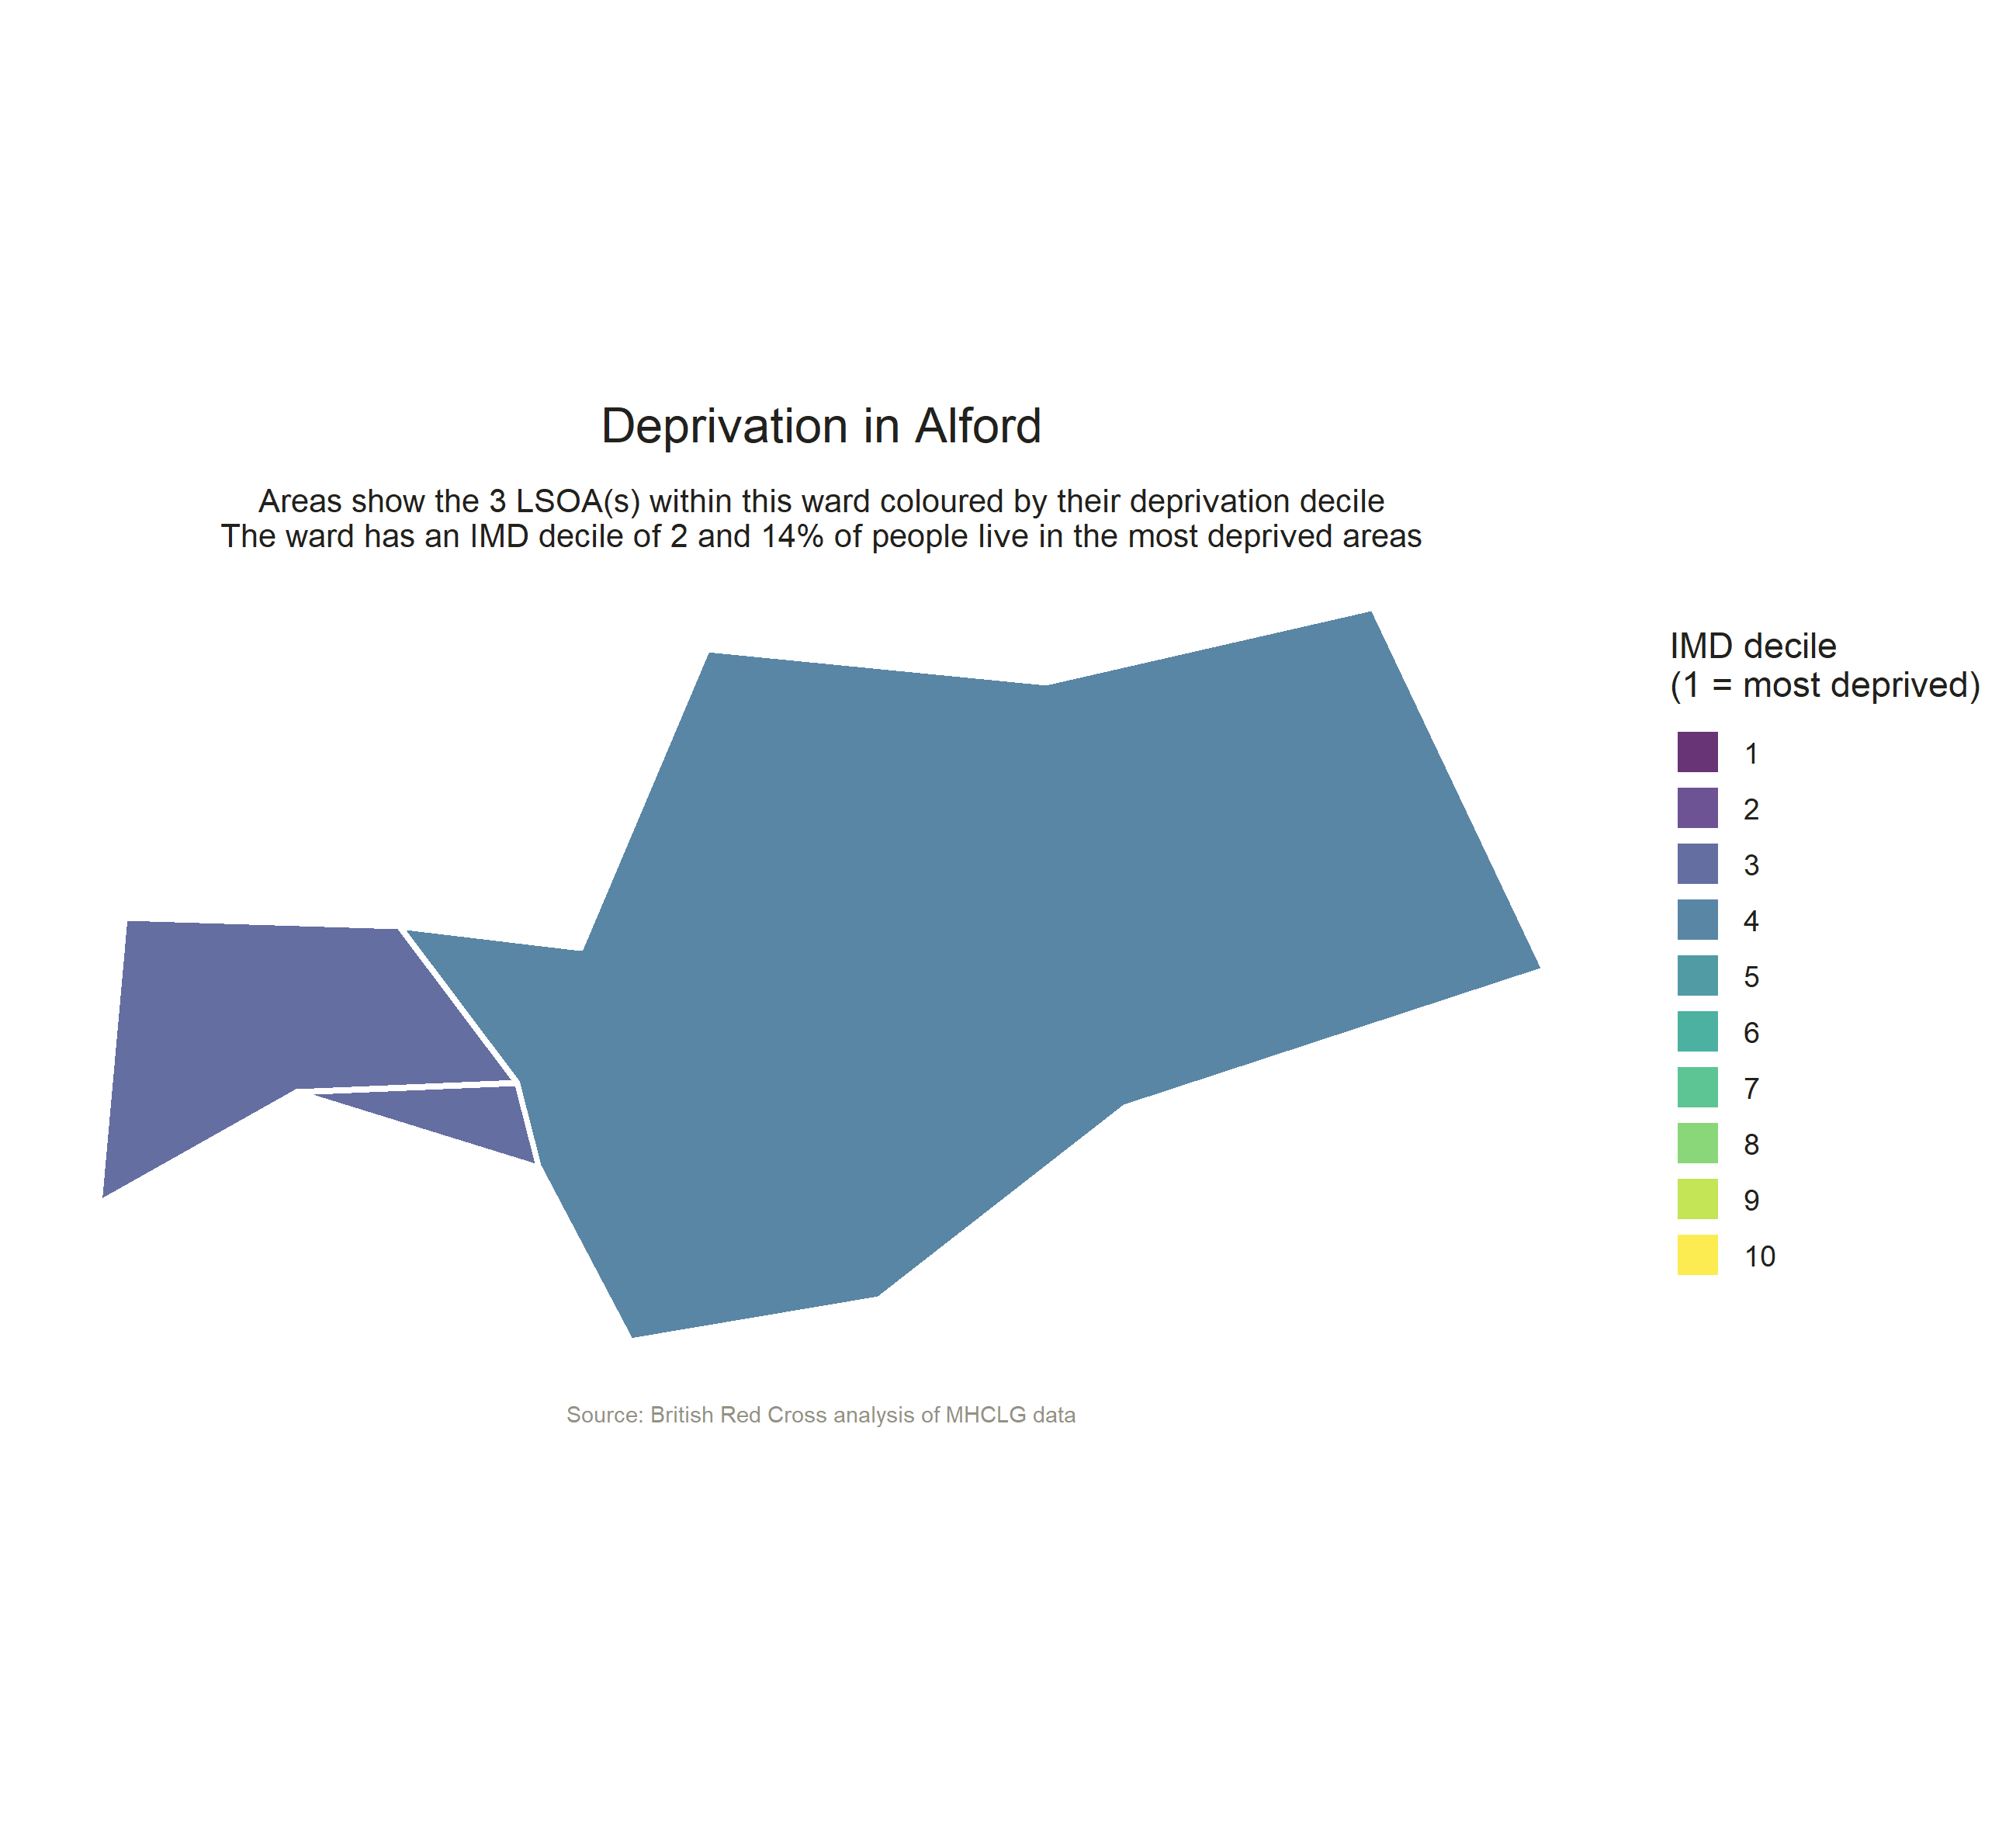 Deprivation in Alford
Areas show the 3 LSOA(s) within this ward coloured by their deprivation decile
The ward has an IMD decile of 2 and 14% of people live in the most deprived areas
IMD decile
(1 = most deprived)
1
2
3
4
5
6
7
8
9
10
Source: British Red Cross analysis of MHCLG data